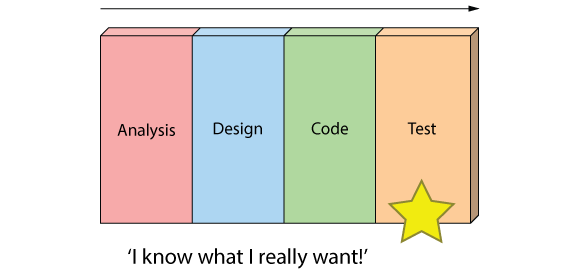 Analysis
Design
Code
Test
‘I know what I really want!’